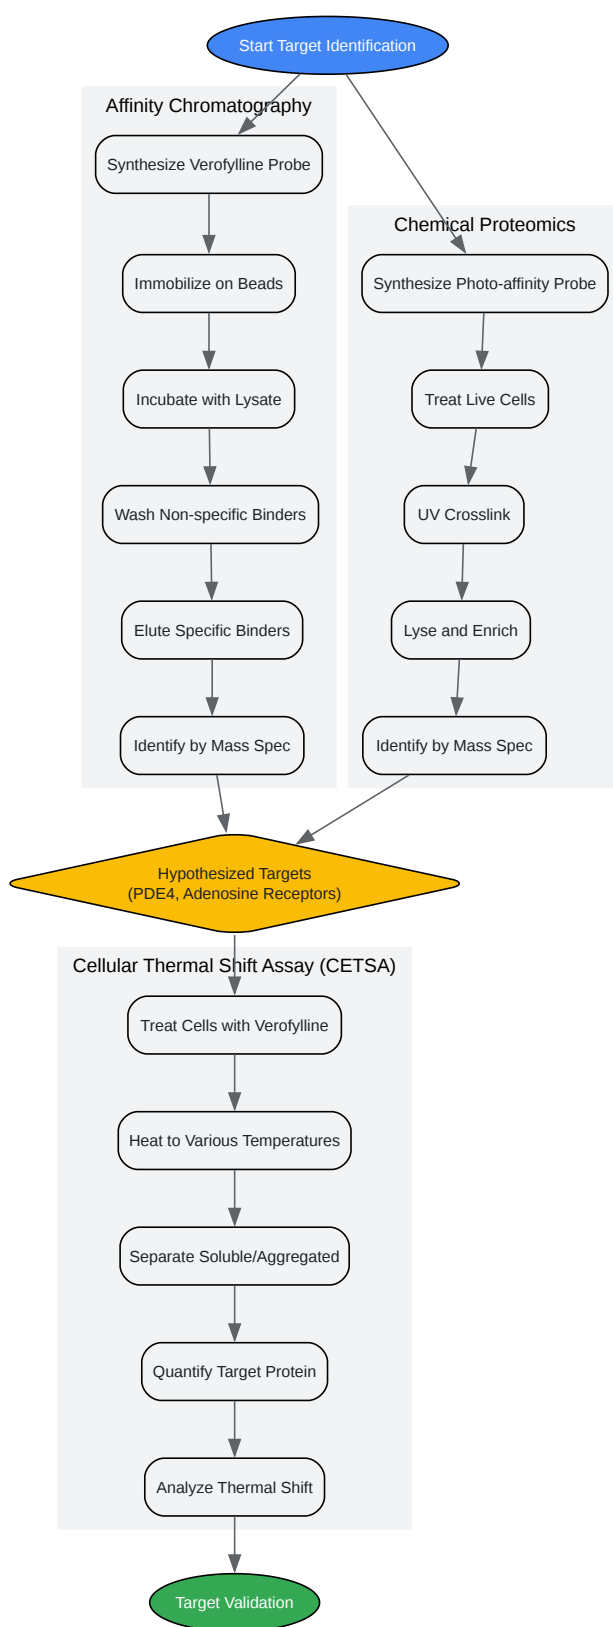 Start Target Identification
Affinity Chromatography
Synthesize Verofylline Probe
Immobilize on Beads
Incubate with Lysate
Wash Non-specific Binders
Elute Specific Binders
Identify by Mass Spec
Chemical Proteomics
Synthesize Photo-affinity Probe
Treat Live Cells
UV Crosslink
Lyse and Enrich
Identify by Mass Spec
Hypothesized Targets
(PDE4, Adenosine Receptors)
Cellular Thermal Shift Assay (CETSA)
Treat Cells with Verofylline
Heat to Various Temperatures
Separate Soluble/Aggregated
Quantify Target Protein
Analyze Thermal Shift
Target Validation